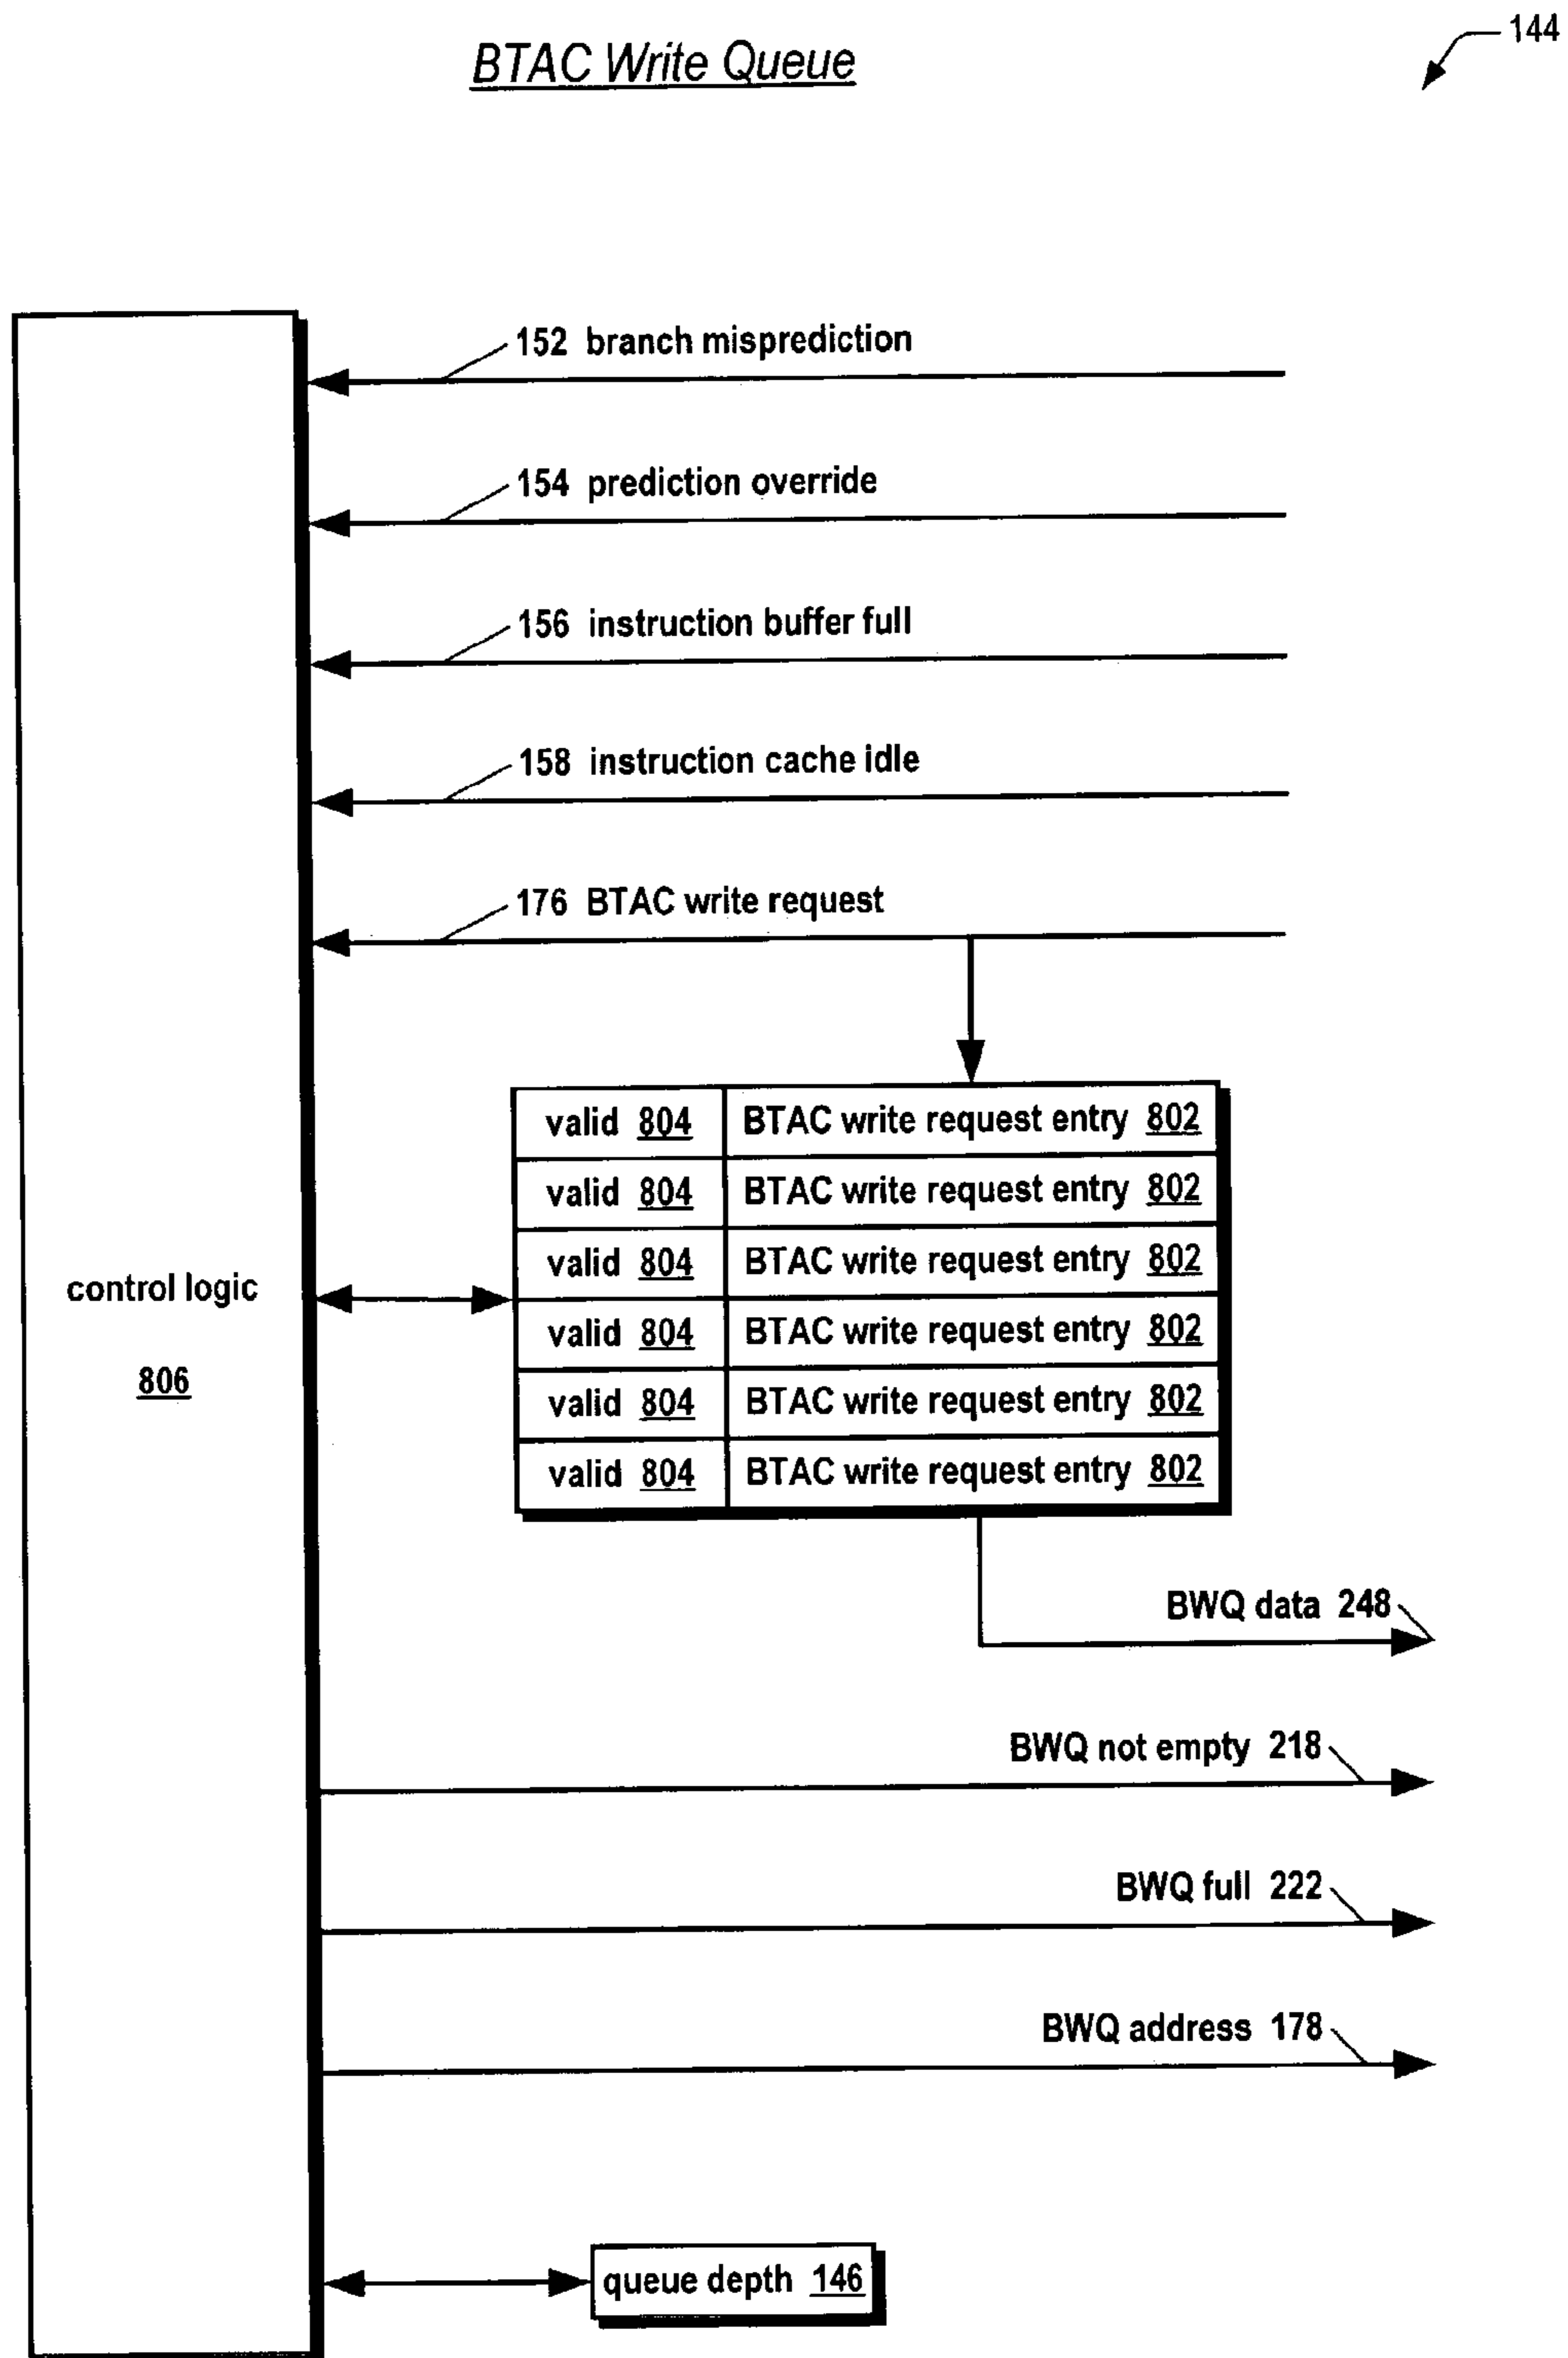 144
BTAC Write Queue
152 branch misprediction
154 prediction override
156 instruction buffer full
158 instruction cache idle
176 BTAC write request
valid 804 BTAC write request entry 802
valid 804 BTAC write request entry 802
valid 804 BTAC write request entry 802
control logic
valid 804 BTAC write request entry 802
806
valid 804 BTAC write request entry 802
valid 804 BTAC write request entry 802
BWQ data 248
BWQ not empty 218
BWQ full 222
BWQ address 178
queue depth 146